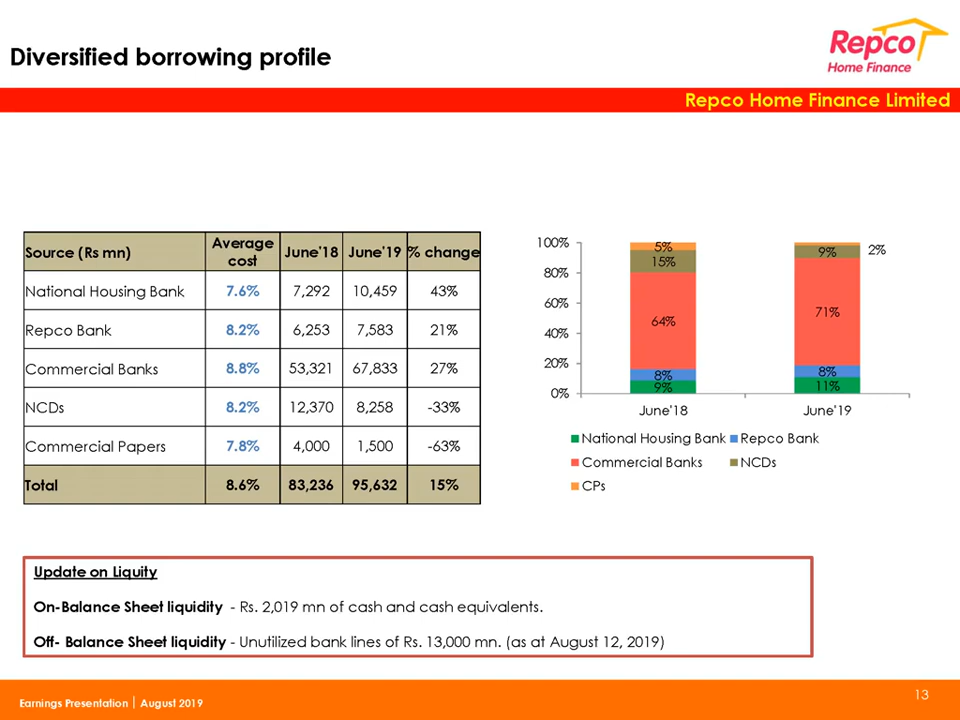 Diversified borrowing profile
Repco
Home Finance
Repco Home Finance Limited
Source (Rs mn) Average cost June'18 June'19 % change
National Housing Bank 7.6% 7,292 10,459 43%
Repco Bank 8.2% 6,253 7,583 21%
Commercial Banks 8.8% 53,321 67,833 27%
NCDs 8.2% 12,370 8,258 -33%
Commercial Papers 7.8% 4,000 1,500 -63%
Total 8.6% 83,236 95,632 15%
100% 5% 2%
15% 9%
80%
60% 64% 71%
40%
20% 8% 8%
0% 9% 11%
June'18 June'19
National Housing Bank Repco Bank
Commercial Banks NCDs
CPs
Update on Liquity
On-Balance Sheet liquidity - Rs. 2,019 mn of cash and cash equivalents.
Off- Balance Sheet liquidity - Unutilized bank lines of Rs. 13,000 mn. (as at August 12, 2019)
Earnings Presentation | August 2019
13